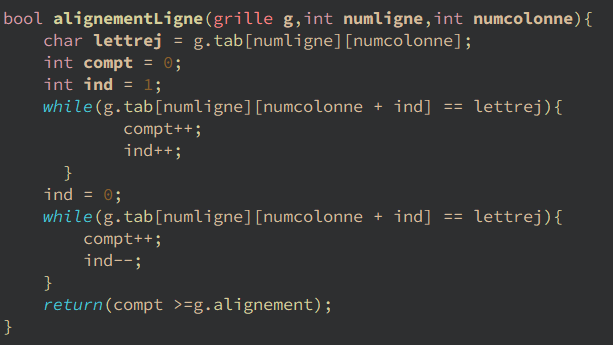 bool alignementLigne(grille g,int numligne,int numcolonne){
    char lettrej = g.tab[numligne][numcolonne];
    int compt = 0;
    int ind = 1;
    while(g.tab[numligne][numcolonne + ind] == lettrej){
            compt++;
            ind++;
      }
    ind = 0;
    while(g.tab[numligne][numcolonne + ind] == lettrej){
        compt++;
        ind--;
    }
    return(compt >=g.alignement);
}